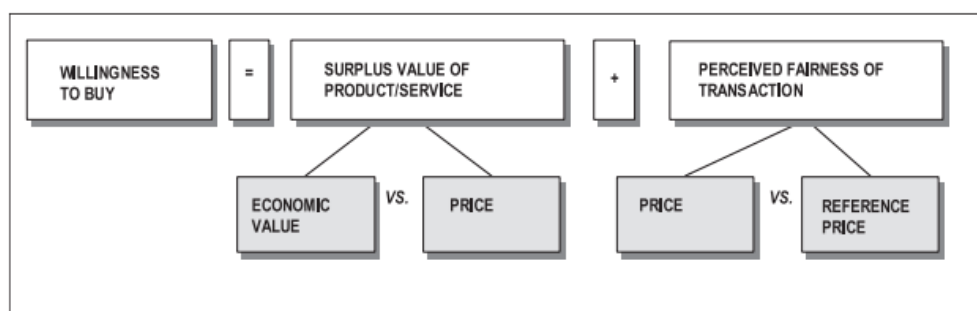 WILLINGNESS
TO BUY
=
SURPLUS VALUE OF
PRODUCT/SERVICE
+
PERCEIVED FAIRNESS OF
TRANSACTION
ECONOMIC
VALUE
VS.
PRICE
PRICE
VS.
REFERENCE
PRICE